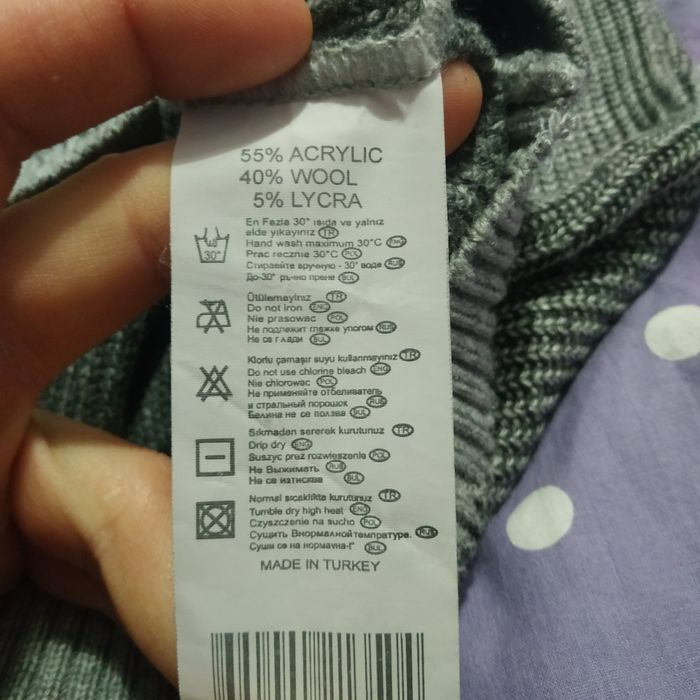 55% ACRYLIC
40% WOOL
5% LYCRA
30°
En Fazla 30° ısıda ve yalnız
elde yıkayınız TR
Hand wash maximum 30°C ENG
Prac recznie 30°C POL
Стирайте вручную - 30° воде RUS
До-30° ръчно пране BUL
Ütülemeyiniz TR
Do not iron ENG
Nie prasowac POL
Не подлежит глажке утюгом RUS
Не се глади BUL
Klorlu çamaşır suyu kullanmayınız TR
Do not use chlorine bleach ENG
Nie chlorowac POL
Не применяйте отбеливатель
и стральный порошок RUS
Белина не се ползва BUL
Sıkmadan sererek kurutunuz TR
Drip dry ENG
Suszyc prez rozwieszenie POL
Не Выжимать RUS
Не се изтисква BUL
Normal sıcaklıkta kurutunuz TR
Tumble dry high heat ENG
Czyszczenie na sucho POL
Сушить Внормалнойтемпратуре. RUS
Суши се на нормална-t° BUL
MADE IN TURKEY